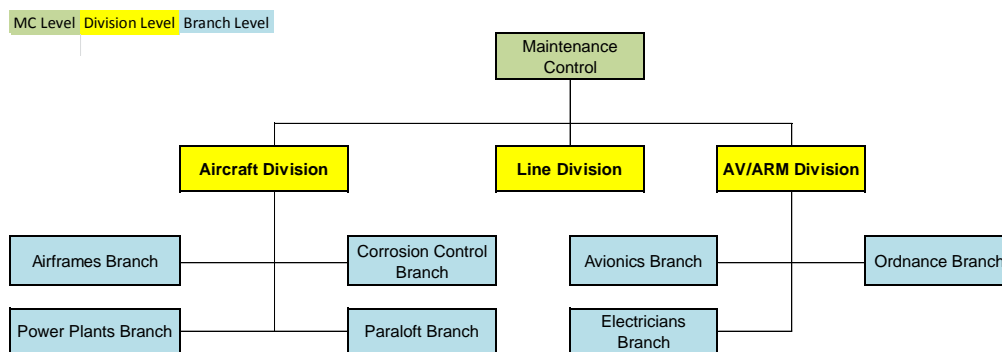 MC Level Division Level Branch Level
Maintenance
Control
Aircraft Division
Line Division
AV/ARM Division
Airframes Branch
Corrosion Control
Branch
Avionics Branch
Ordnance Branch
Power Plants Branch
Paraloft Branch
Electricians
Branch